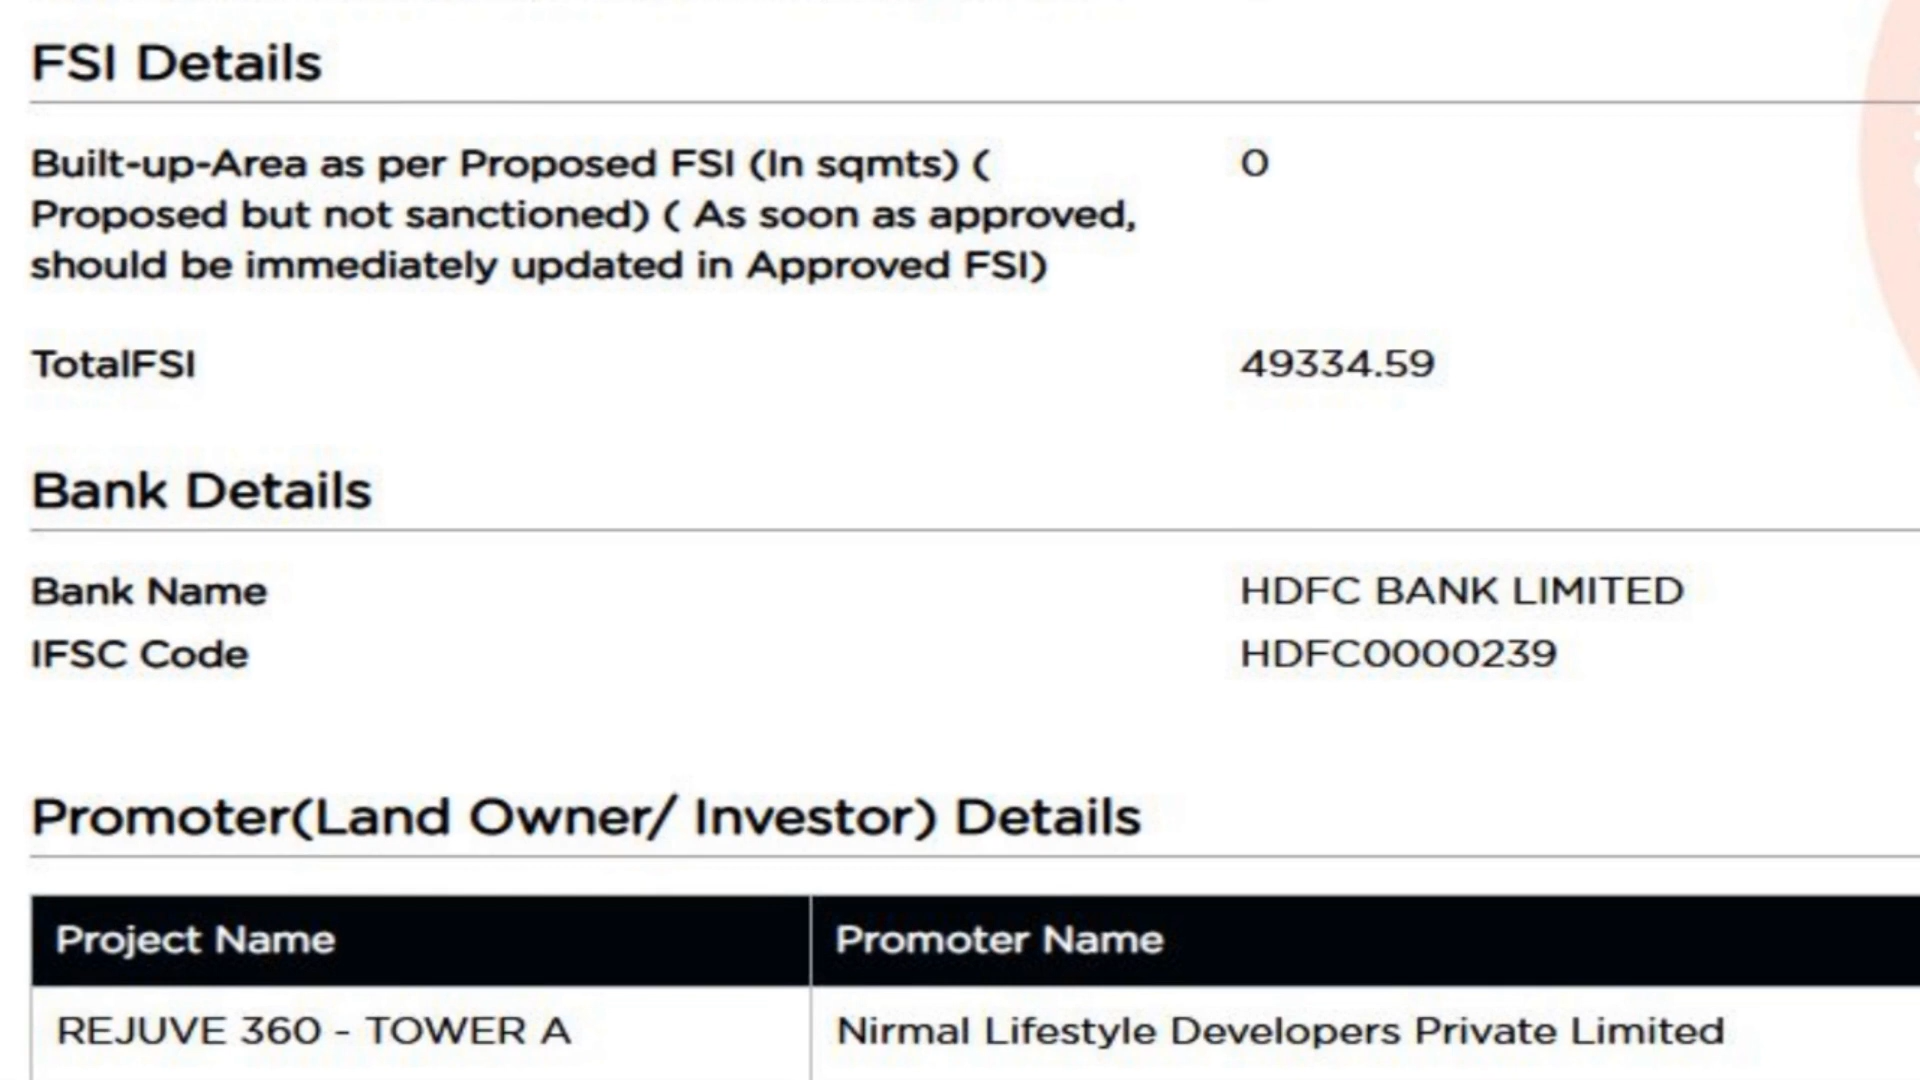 FSI Details
Built-up-Area as per Proposed FSI (In sqmts) (
Proposed but not sanctioned) ( As soon as approved,
should be immediately updated in Approved FSI)
0
TotalFSI
49334.59
Bank Details
Bank Name
HDFC BANK LIMITED
IFSC Code
HDFC0000239
Promoter(Land Owner/ Investor) Details
Project Name
Promoter Name
REJUVE 360 - TOWER A
Nirmal Lifestyle Developers Private Limited